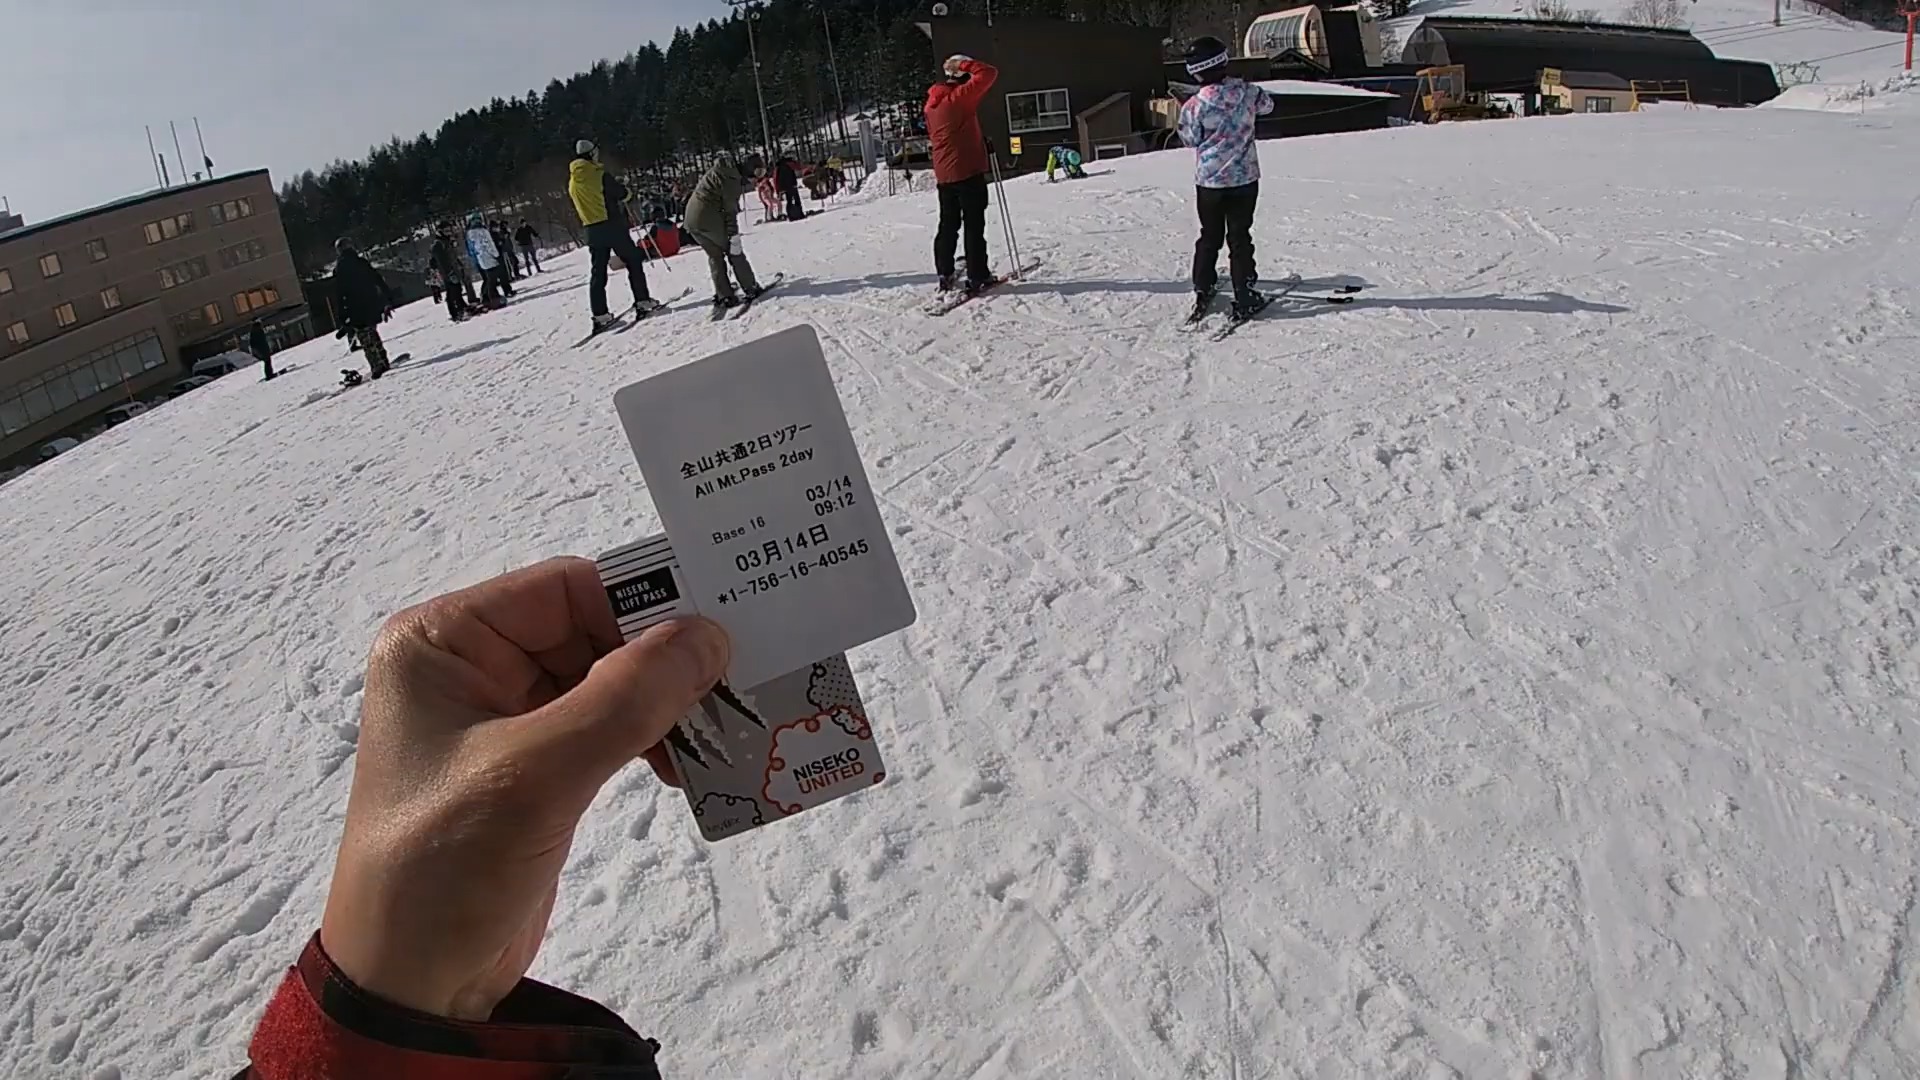 全山共通2日ツアー
All Mt.Pass 2day
03/14
Base 16 09:12
03月14日
*1-756-16-40545
NISEKO
LIFT PASS
NISEKO
UNITED